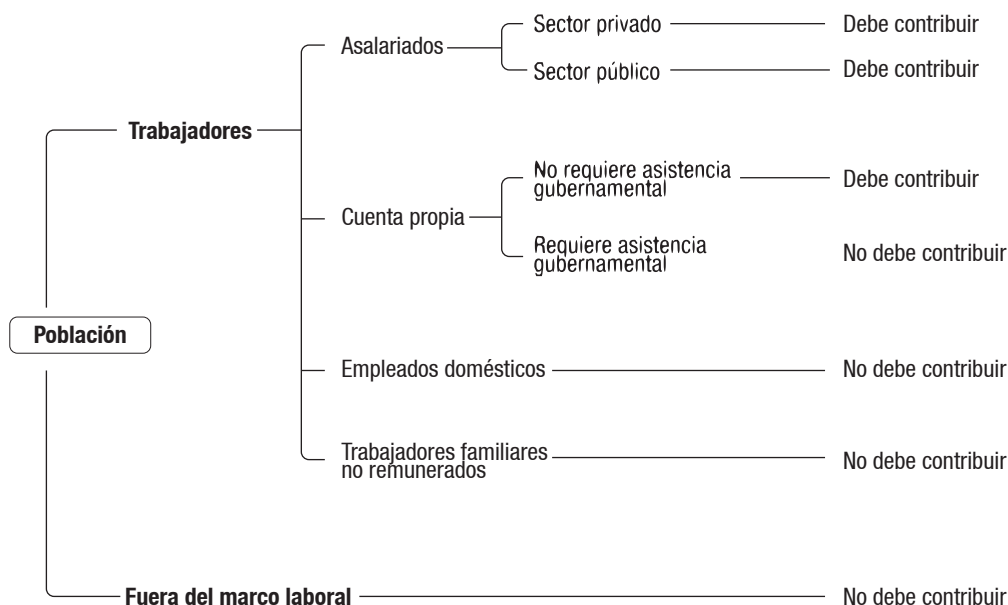 Sector privado
Debe contribuir
Asalariados
Sector público
Debe contribuir
Trabajadores
No requiere asistencia
gubernamental
Debe contribuir
Cuenta propia
Requiere asistencia
gubernamental
No debe contribuir
Población
Empleados domésticos
No debe contribuir
Trabajadores familiares
no remunerados
No debe contribuir
Fuera del marco laboral
No debe contribuir